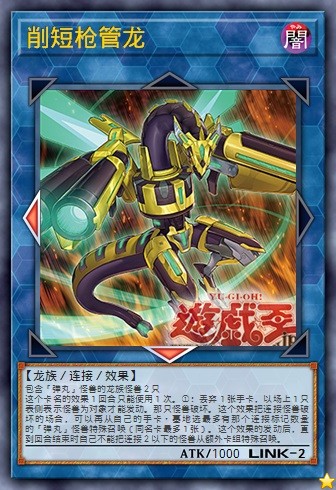 削短枪管龙
闇
YU-GI-OH!
遊戯王
jp
【龙族/连接/效果】
包含「弹丸」怪兽的龙族怪兽2只
这个卡名的效果1回合只能使用1次。①：丢弃1张手卡，以场上1只
表侧表示怪兽为对象才能发动。那只怪兽破坏。这个效果把连接怪兽破
坏的场合，可以再从自己的手卡·墓地选最多有那个连接标记数量
的「弹丸」怪兽特殊召唤（同名卡最多1张）。这个效果的发动后，直
到回合结束时自己不能把连接２以下的怪兽从额外卡组特殊召唤。
ATK/1000 LINK-2